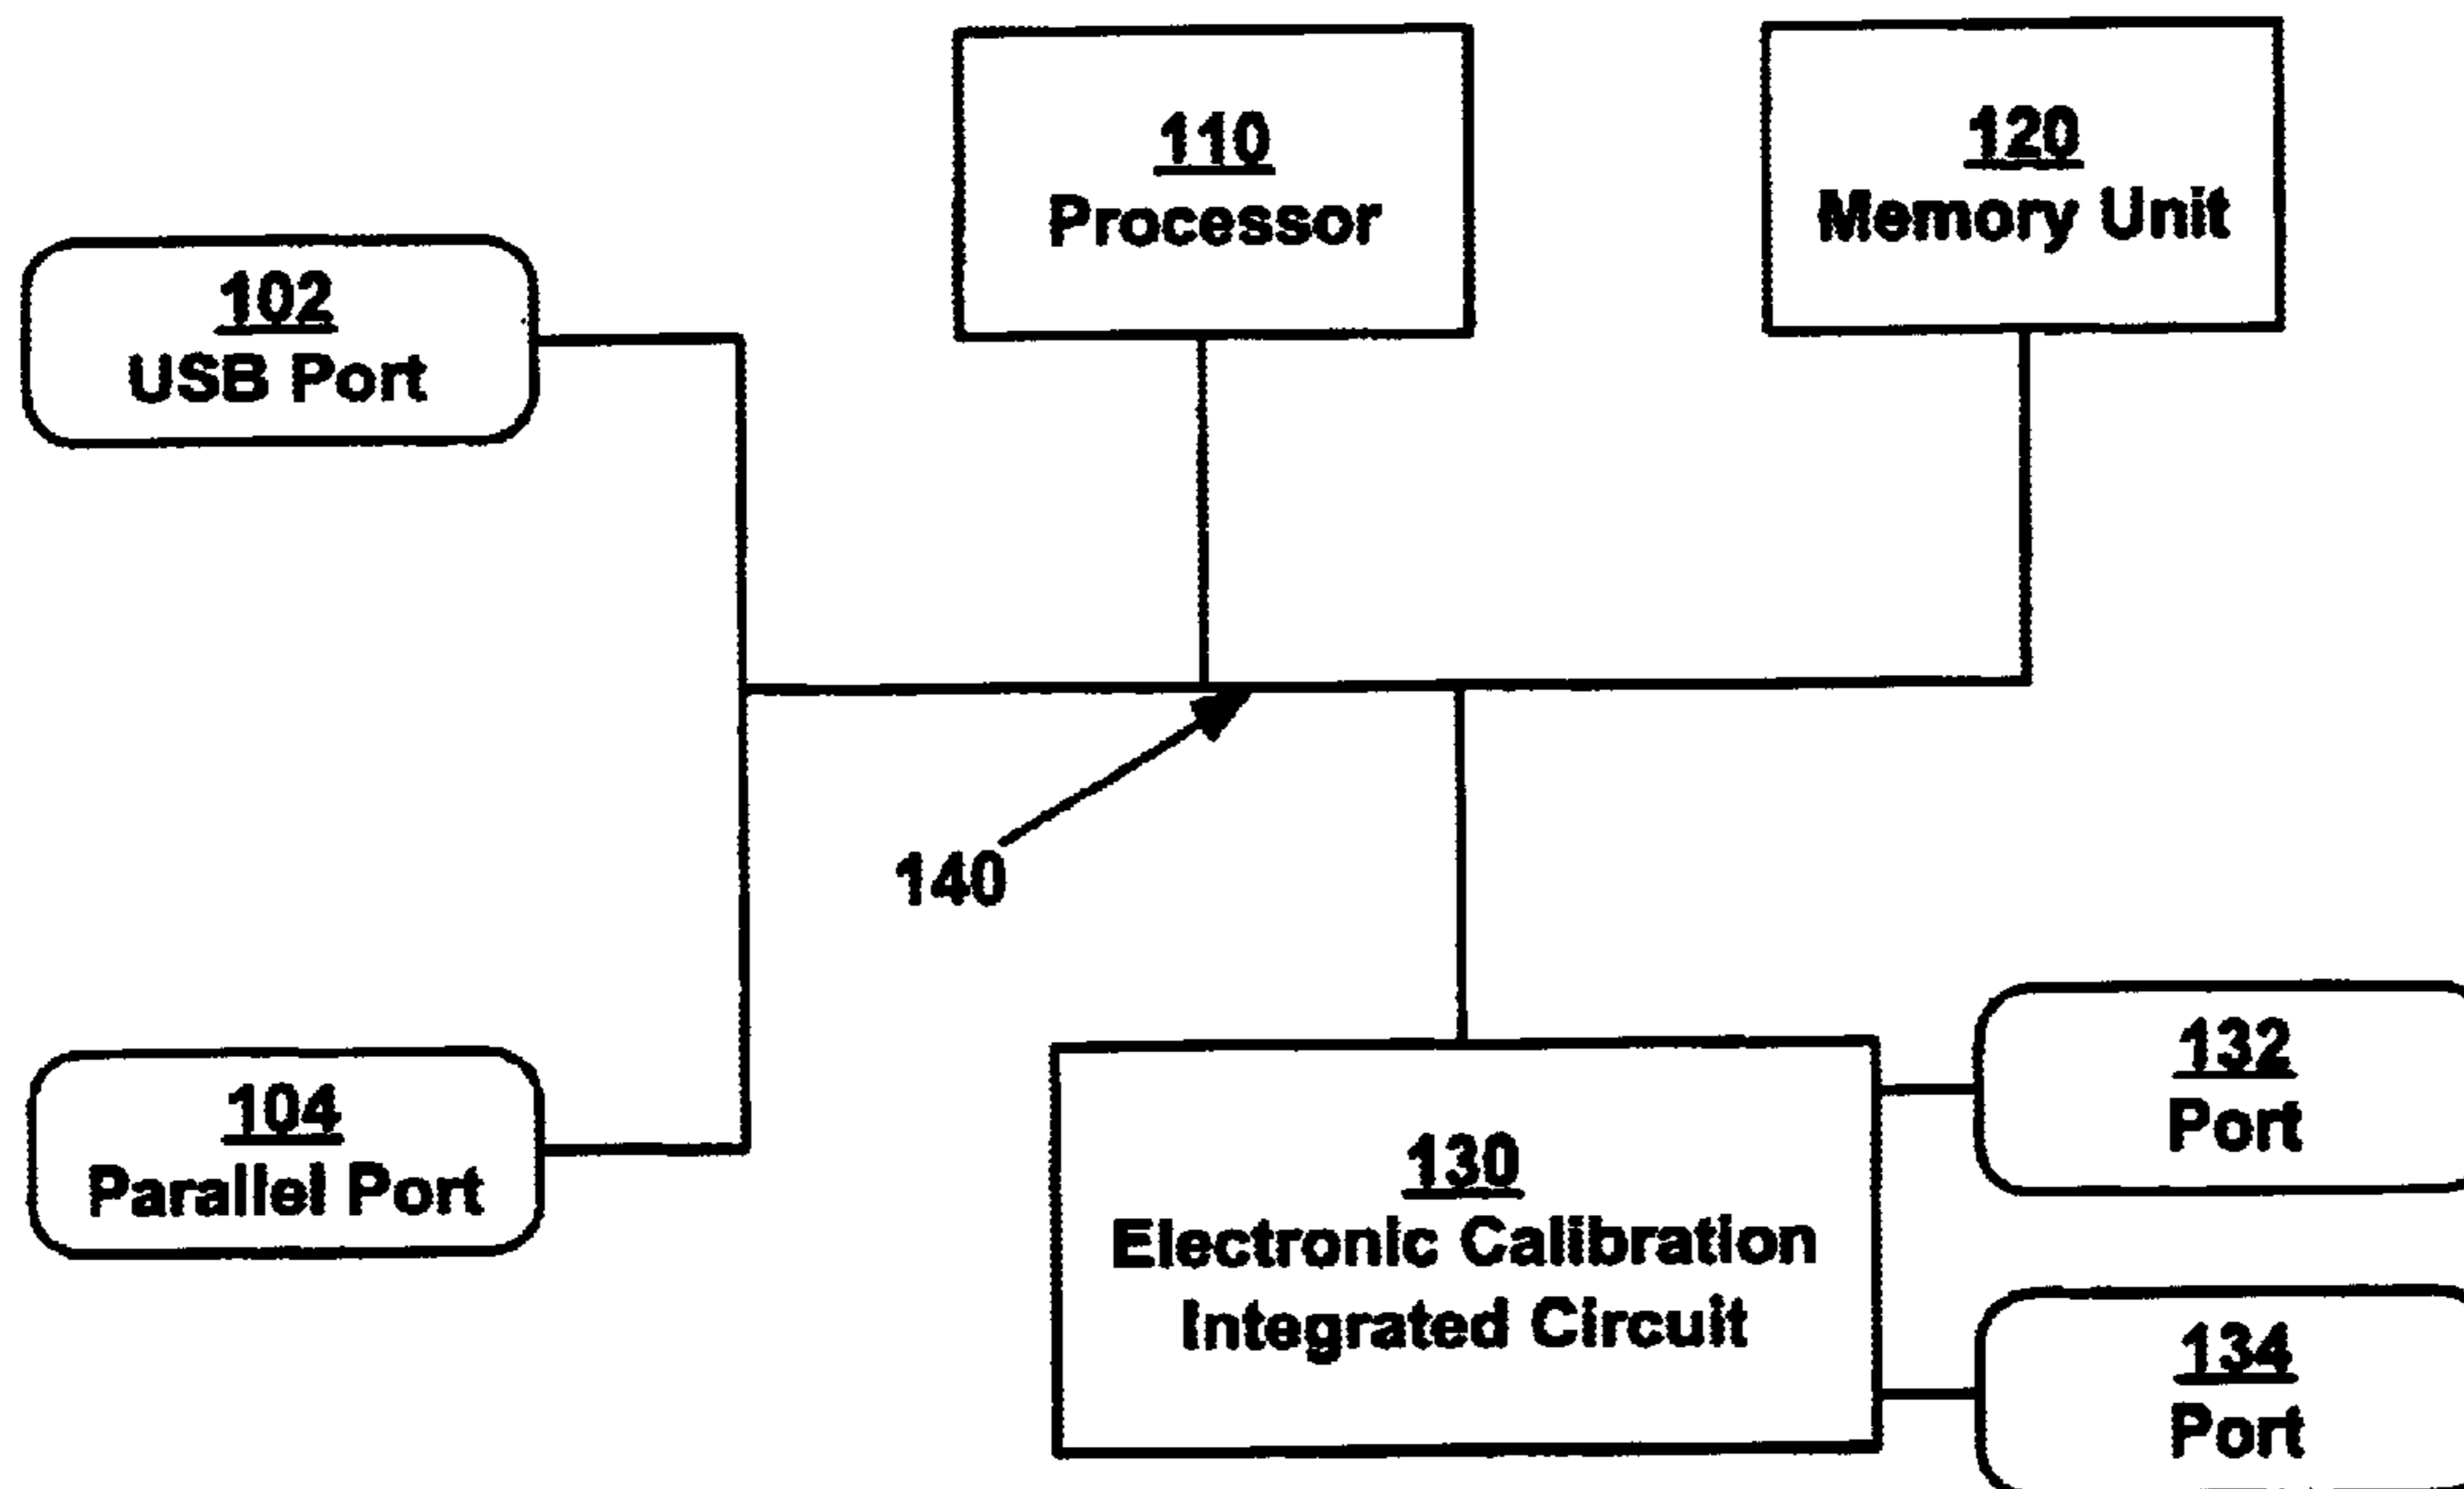 110
Processor
120
Memory Unit
102
USB Port
140
104
Parallel Port
130
Electronic Calibration
Integrated Circuit
132
Port
134
Port